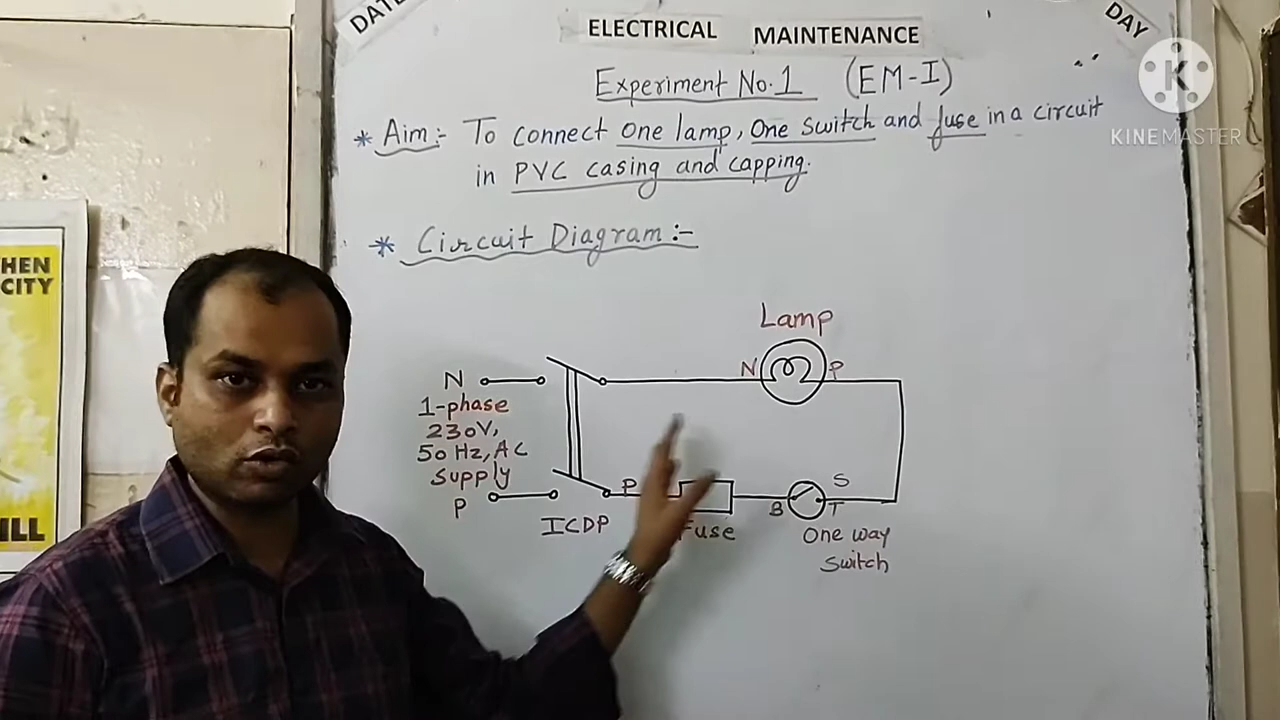 DATE
ELECTRICAL MAINTENANCE
DAY
K
KINEMASTER
Experiment No.1 (EM-I)
* Aim:- To connect One lamp, One switch and fuse in a circuit
in PVC casing and capping.
* Circuit Diagram:-
HEN
CITY
ILL
Lamp
N
N
P
1-phase
230V,
50 Hz, AC
Supply
P
ICDP
P
Fuse
B
S
T
One way
Switch